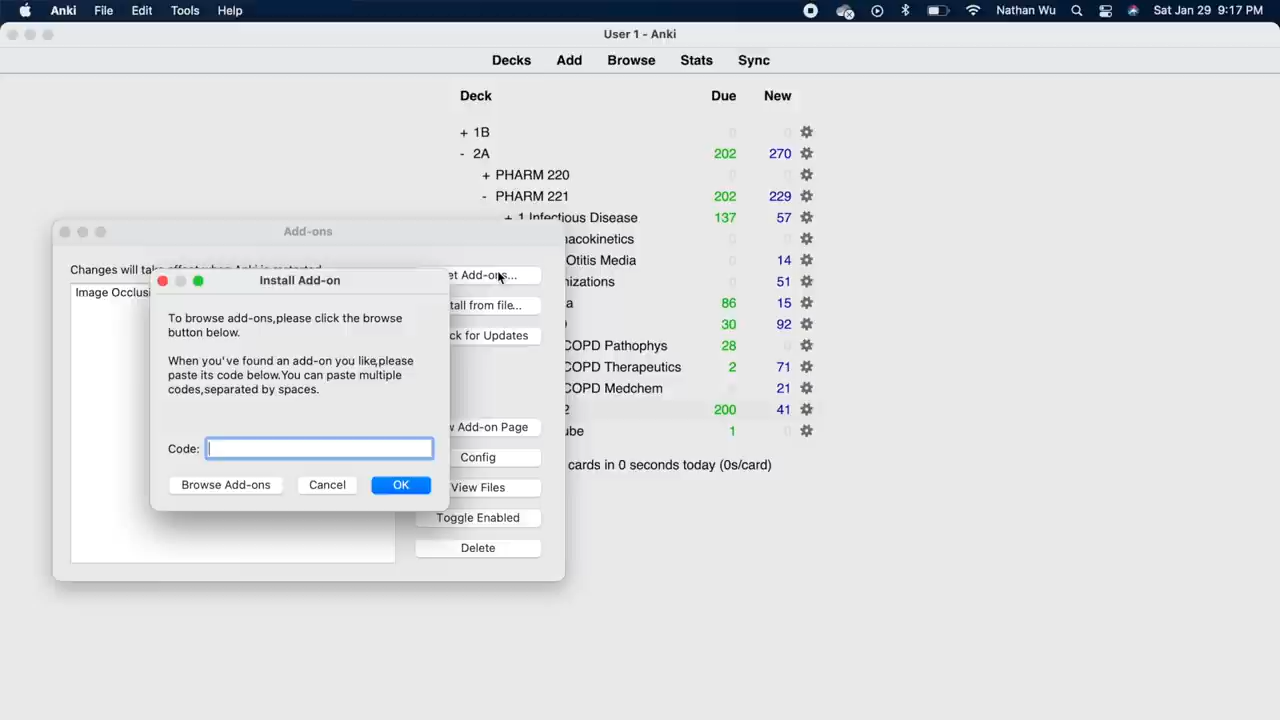 Anki File Edit Tools Help Nathan Wu Sat Jan 29 9:17 PM
User 1 - Anki
Decks Add Browse Stats Sync
Deck Due New
+ 1B 0 0
- 2A 202 270
+ PHARM 220 0 0
- PHARM 221 202 229
+ 1 Infectious Disease 137 57
macokinetics 0 0
Otitis Media 0 14
nizations 0 51
a 86 15
30 92
COPD Pathophys 28 0
COPD Therapeutics 2 71
COPD Medchem 0 21
2 200 41
ube 1 0
cards in 0 seconds today (0s/card)
Add-ons
Changes will take effect when Anki is restarted.
Image Occlusi
et Add-ons...
tall from file...
ck for Updates
w Add-on Page
Config
View Files
Toggle Enabled
Delete
Install Add-on
To browse add-ons,please click the browse
button below.
When you've found an add-on you like,please
paste its code below.You can paste multiple
codes,separated by spaces.
Code:
Browse Add-ons Cancel OK